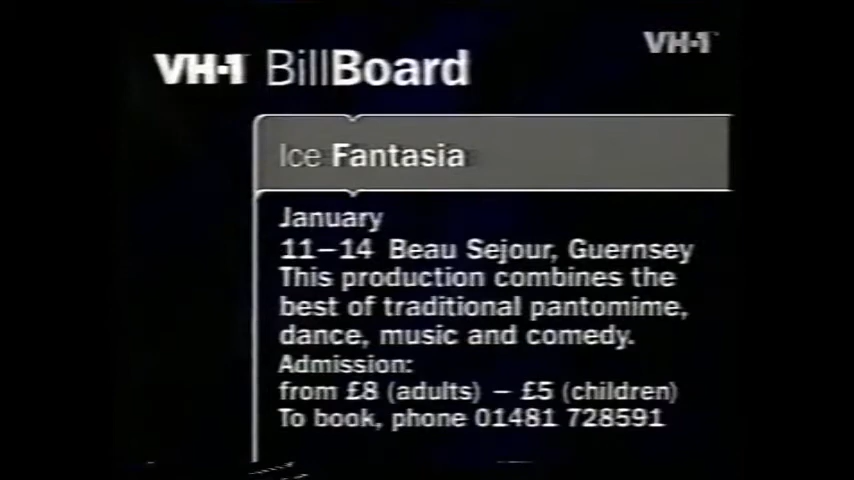 VH-1
VH-1 BillBoard
Ice Fantasia
January
11–14 Beau Sejour, Guernsey
This production combines the
best of traditional pantomime,
dance, music and comedy.
Admission:
from £8 (adults) – £5 (children)
To book, phone 01481 728591